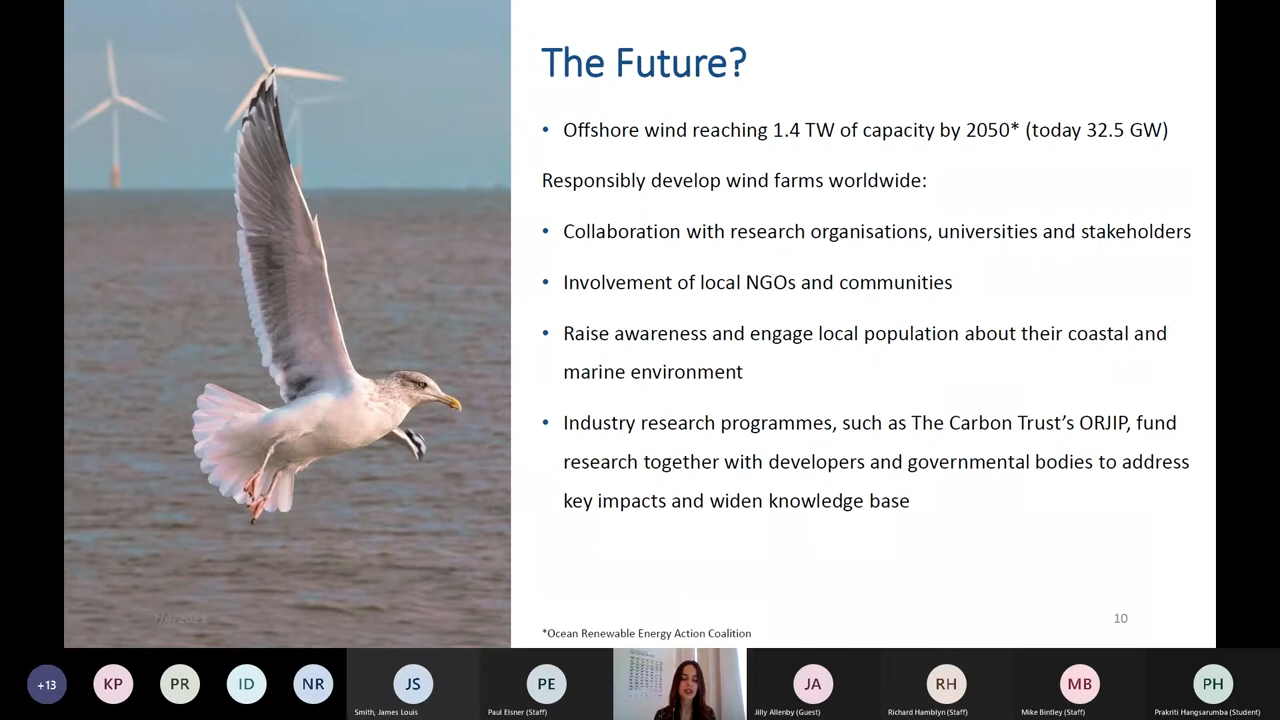 The Future?
• Offshore wind reaching 1.4 TW of capacity by 2050* (today 32.5 GW)
Responsibly develop wind farms worldwide:
• Collaboration with research organisations, universities and stakeholders
• Involvement of local NGOs and communities
• Raise awareness and engage local population about their coastal and
marine environment
• Industry research programmes, such as The Carbon Trust’s ORJIP, fund
research together with developers and governmental bodies to address
key impacts and widen knowledge base
10
*Ocean Renewable Energy Action Coalition
+13
KP
PR
ID
NR
JS
PE
JA
RH
MB
PH
Smith, James Louis
Paul Elsner (Staff)
Jilly Allenby (Guest)
Richard Hamblyn (Staff)
Mike Bintley (Staff)
Prakriti Hangsarumba (Student)